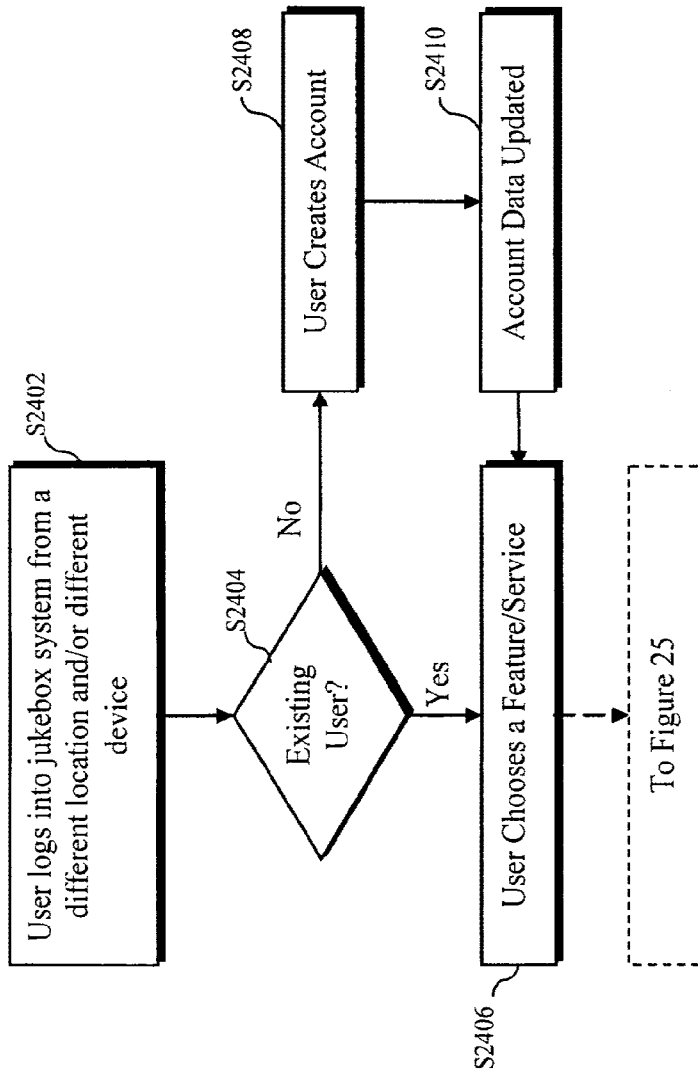 S2402
User logs into jukebox system from a
different location and/or different
device
S2404
Existing
User?
No
Yes
S2408
User Creates Account
S2410
Account Data Updated
S2406
User Chooses a Feature/Service
To Figure 25